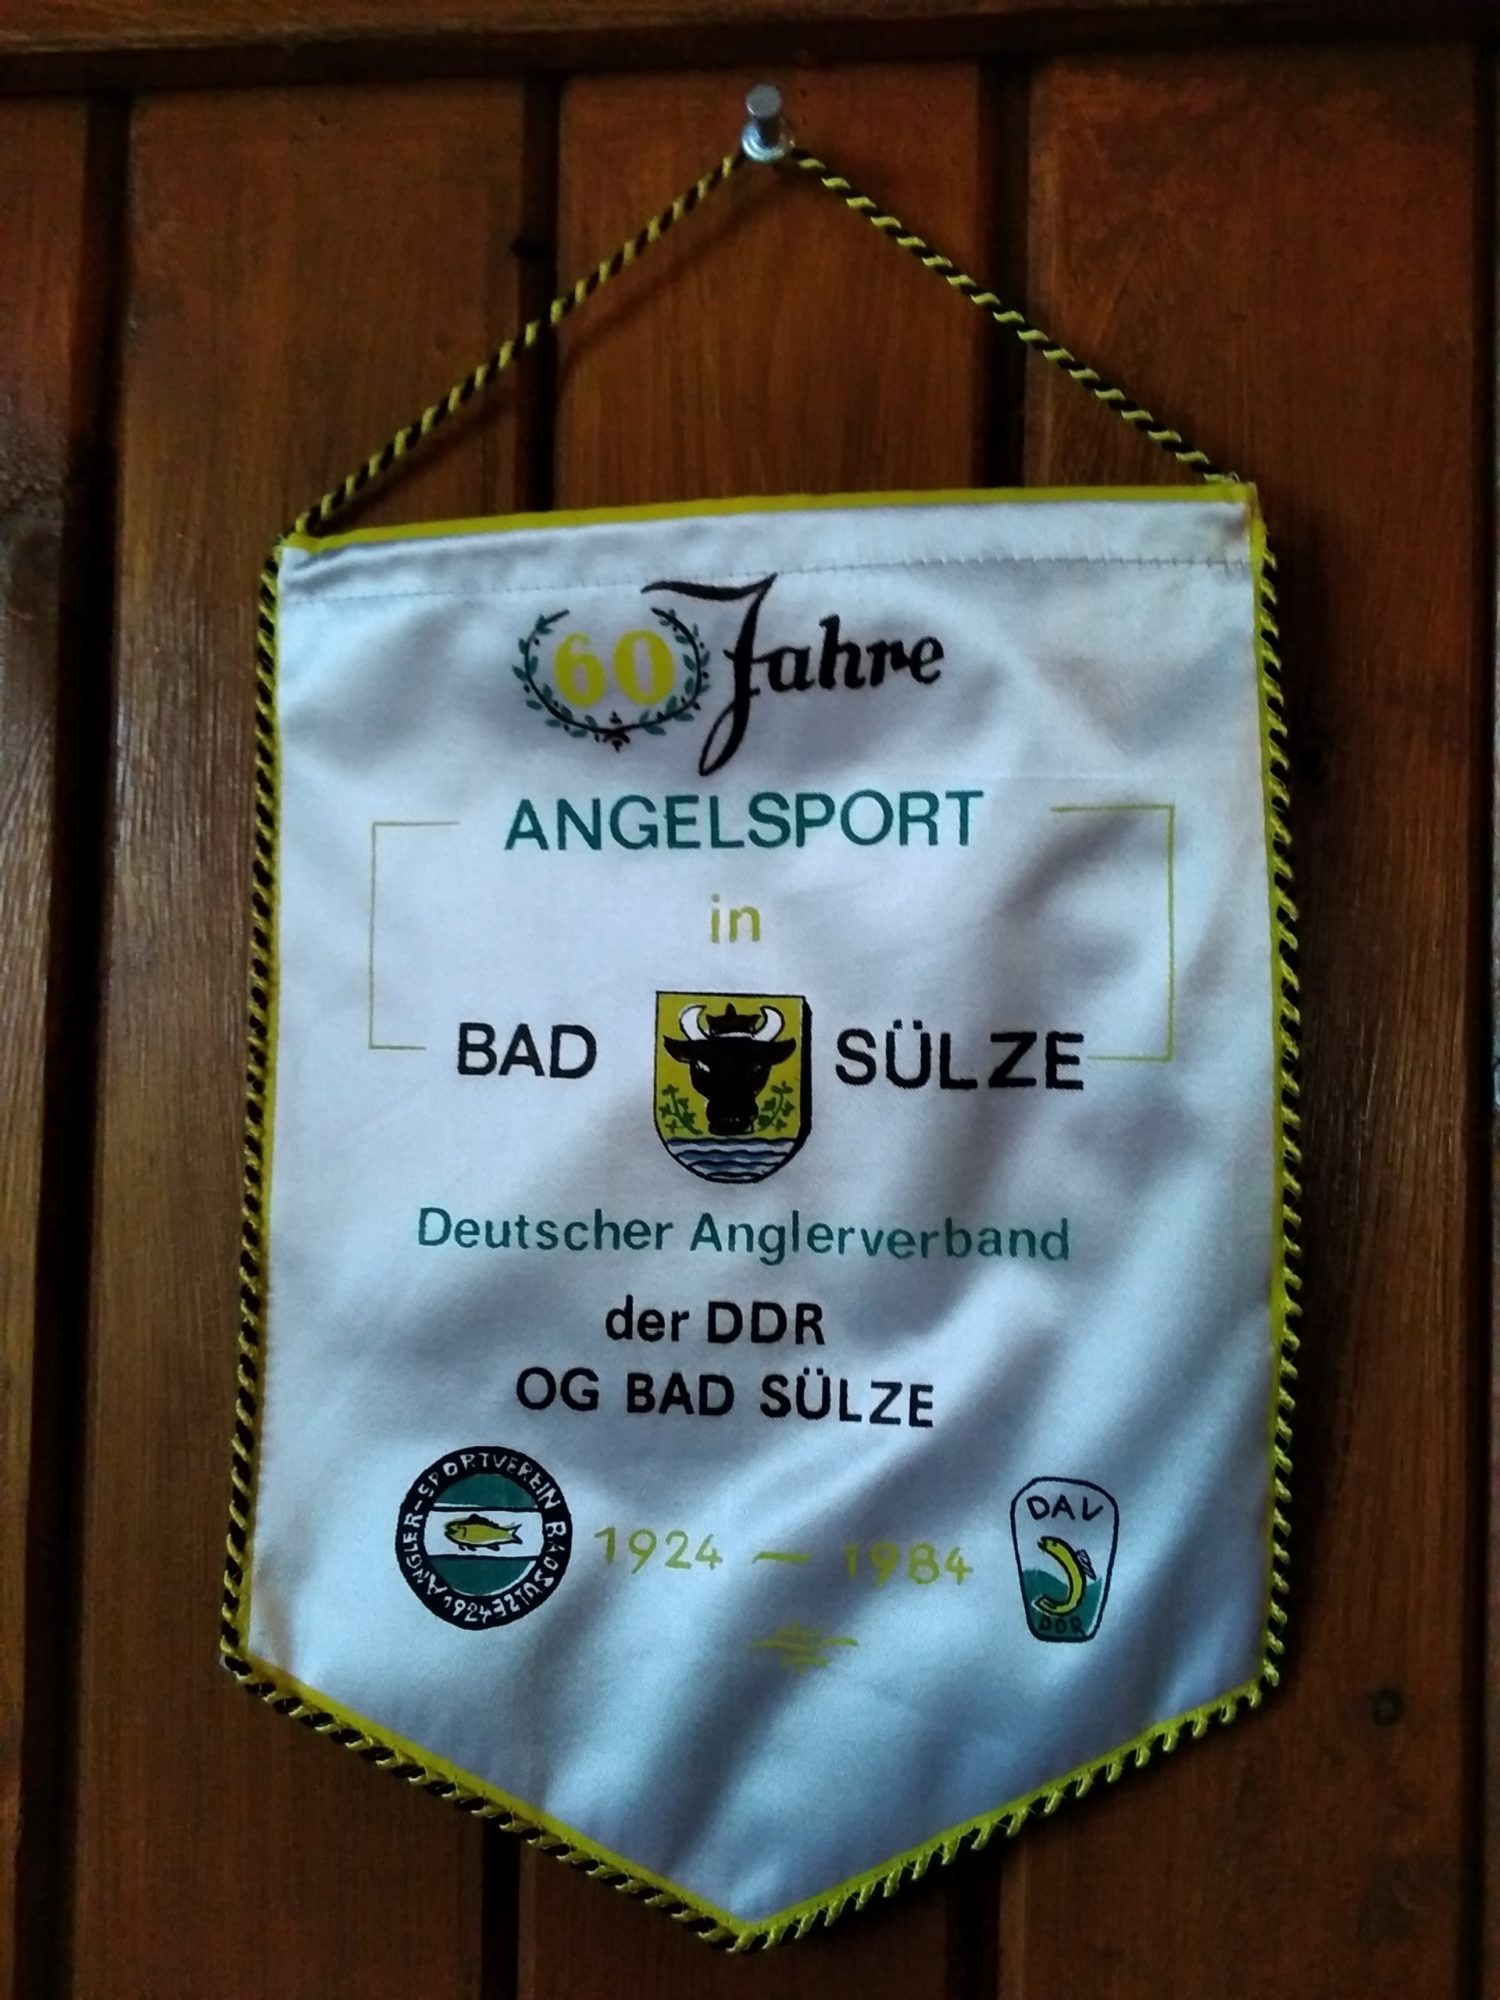 60 Jahre
ANGELSPORT
in
BAD SÜLZE
Deutscher Anglerverband
der DDR
OG BAD SÜLZE
ANGLER-SPORTVEREIN BAD SÜLZE 1924
1924 — 1984
DAV
DDR